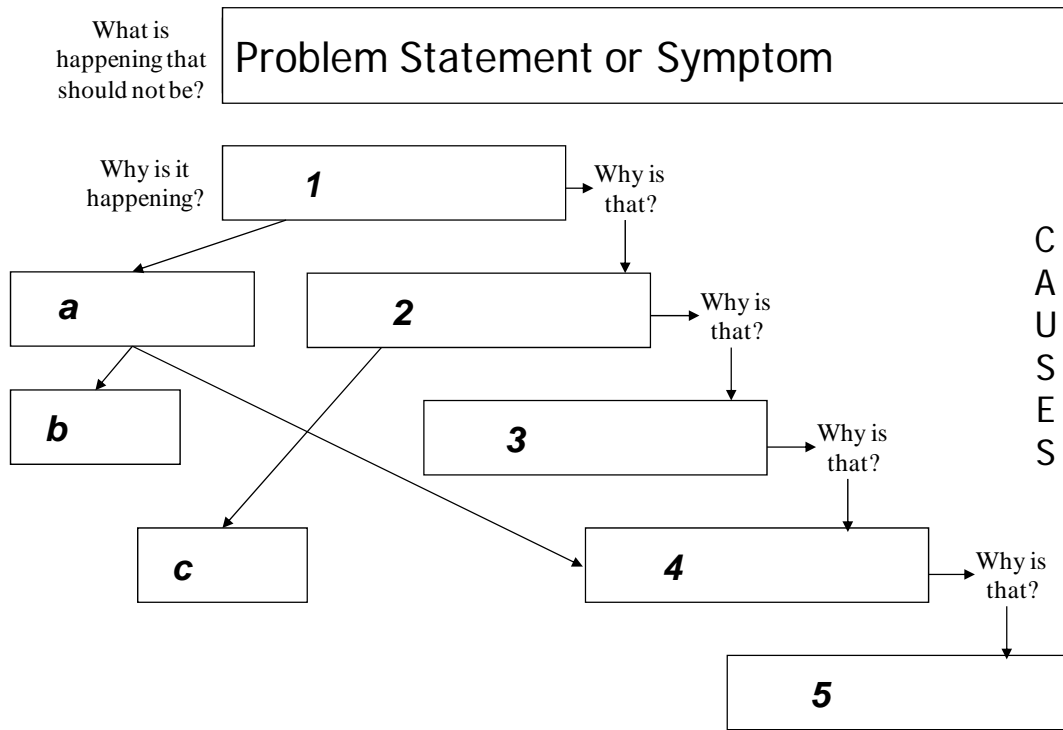 What is
happening that
should not be?
Problem Statement or Symptom
Why is it
happening?
1
Why is
that?
a
2
Why is
that?
b
3
Why is
that?
c
4
Why is
that?
5
C
A
U
S
E
S